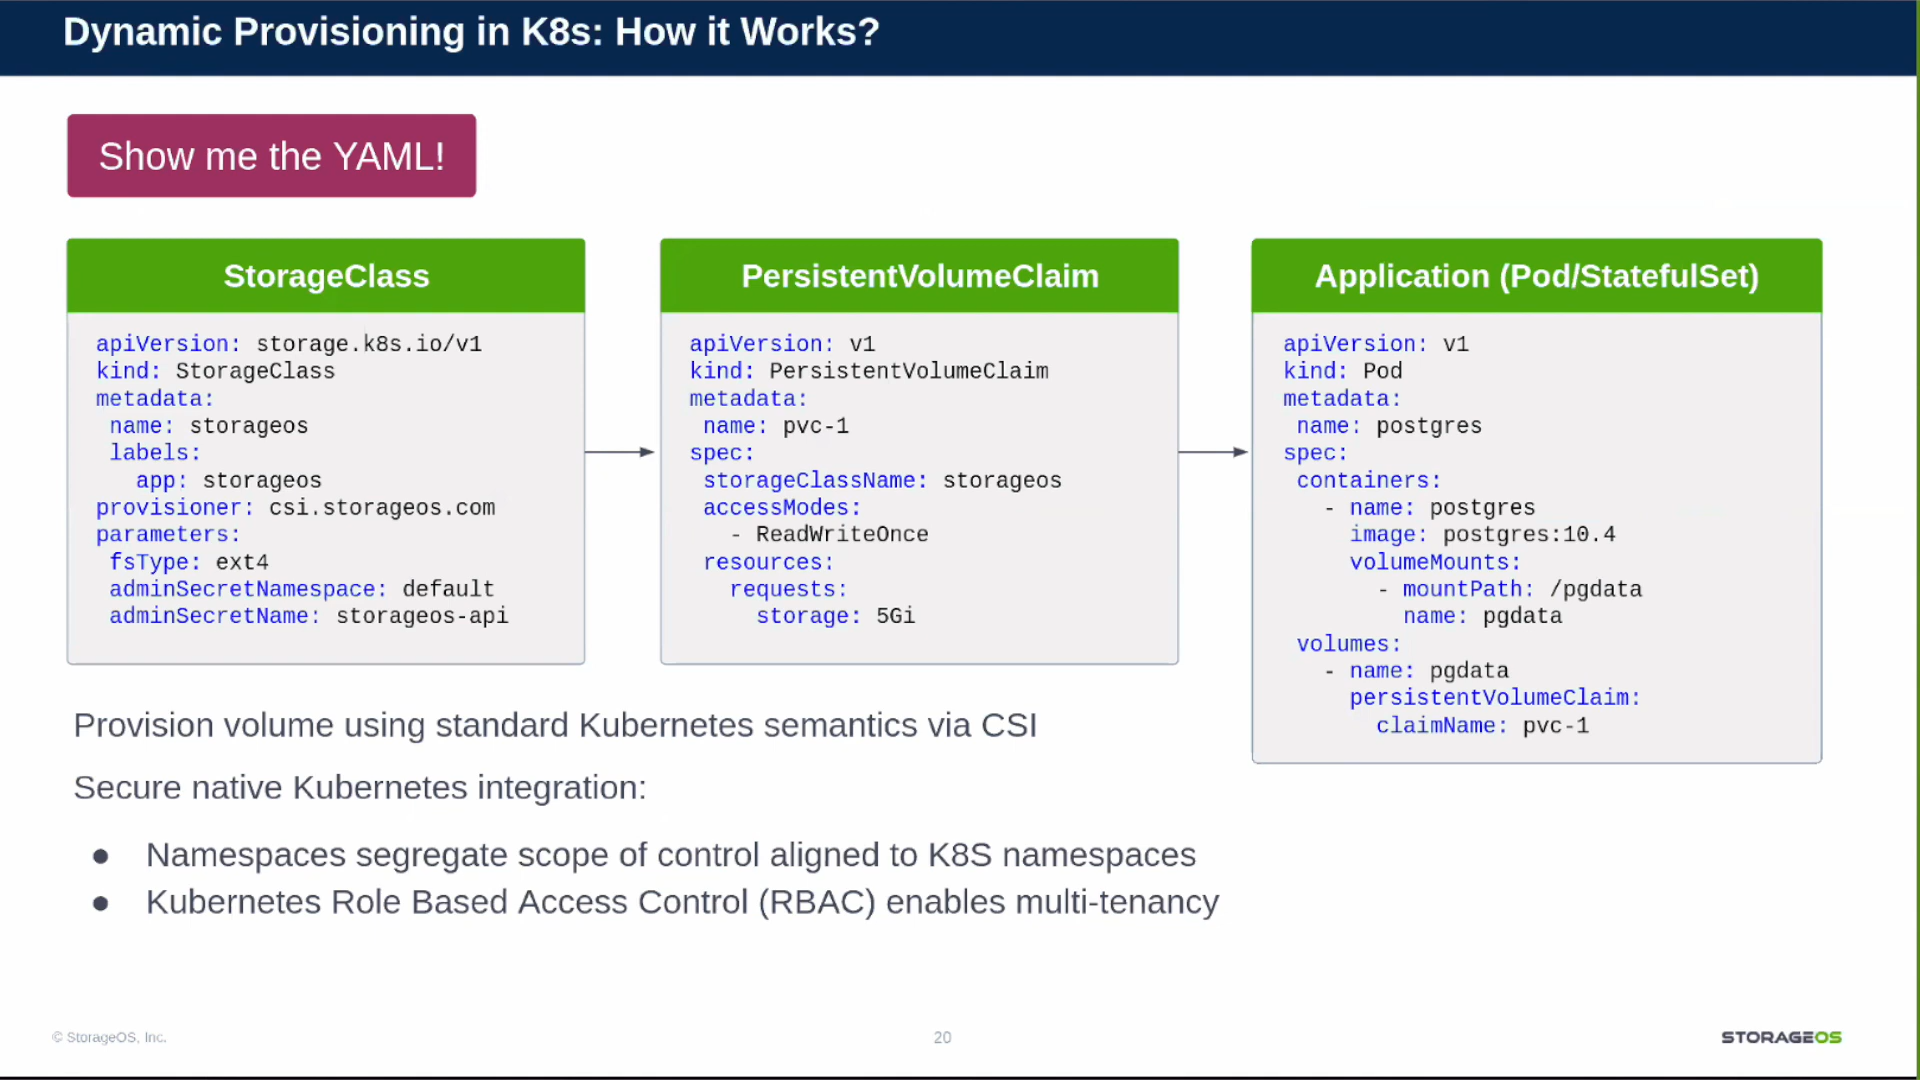 Dynamic Provisioning in K8s: How it Works?
Show me the YAML!
StorageClass
apiVersion: storage.k8s.io/v1
kind: StorageClass
metadata:
 name: storageos
 labels:
   app: storageos
provisioner: csi.storageos.com
parameters:
 fsType: ext4
 adminSecretNamespace: default
 adminSecretName: storageos-api
PersistentVolumeClaim
apiVersion: v1
kind: PersistentVolumeClaim
metadata:
 name: pvc-1
spec:
 storageClassName: storageos
 accessModes:
   - ReadWriteOnce
 resources:
   requests:
     storage: 5Gi
Application (Pod/StatefulSet)
apiVersion: v1
kind: Pod
metadata:
 name: postgres
spec:
 containers:
   - name: postgres
     image: postgres:10.4
     volumeMounts:
       - mountPath: /pgdata
         name: pgdata
 volumes:
   - name: pgdata
     persistentVolumeClaim:
       claimName: pvc-1
Provision volume using standard Kubernetes semantics via CSI
Secure native Kubernetes integration:
● Namespaces segregate scope of control aligned to K8S namespaces
● Kubernetes Role Based Access Control (RBAC) enables multi-tenancy
© StorageOS, Inc.
20
STORAGEOS